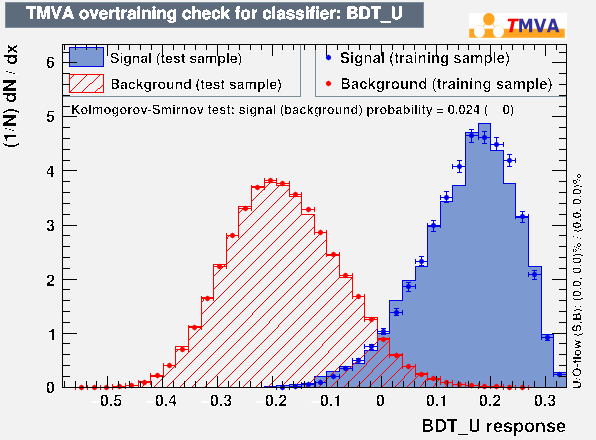 TMVA overtraining check for classifier: BDT_U
TMVA
Signal (test sample)
Background (test sample)
Signal (training sample)
Background (training sample)
Kolmogorov-Smirnov test: signal (background) probability = 0.024 ( 0)
(1/N) dN / dx
6
5
4
3
2
1
0
-0.5 -0.4 -0.3 -0.2 -0.1 0 0.1 0.2 0.3
BDT_U response
U/O-flow (S,B): (0.0, 0.0)% / (0.0, 0.0)%